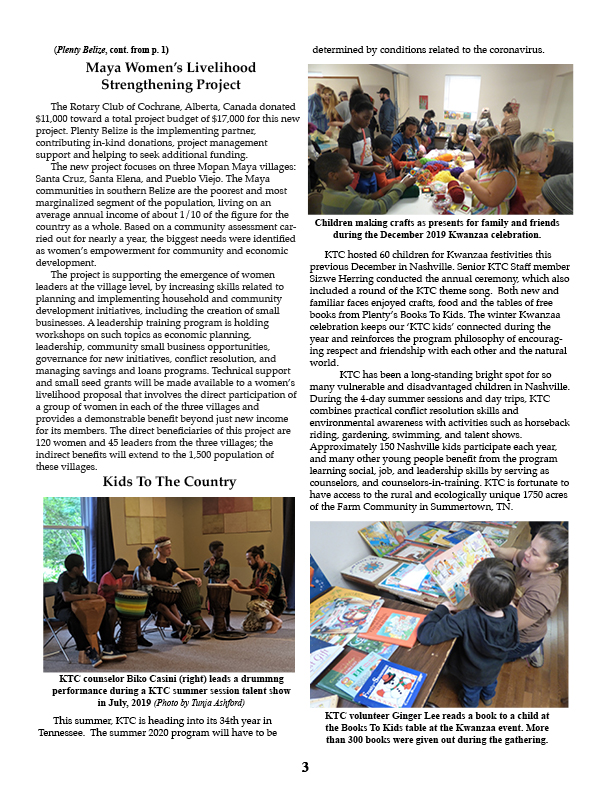 (Plenty Belize, cont. from p. 1)
Maya Women's Livelihood
Strengthening Project
The Rotary Club of Cochrane, Alberta, Canada donated
$11,000 toward a total project budget of $17,000 for this new
project. Plenty Belize is the implementing partner,
contributing in-kind donations, project management
support and helping to seek additional funding.
The new project focuses on three Mopan Maya villages:
Santa Cruz, Santa Elena, and Pueblo Viejo. The Maya
communities in southern Belize are the poorest and most
marginalized segment of the population, living on an
average annual income of about 1/10 of the figure for the
country as a whole. Based on a community assessment car-
ried out for nearly a year, the biggest needs were identified
as women's empowerment for community and economic
development.
The project is supporting the emergence of women
leaders at the village level, by increasing skills related to
planning and implementing household and community
development initiatives, including the creation of small
businesses. A leadership training program is holding
workshops on such topics as economic planning,
leadership, community small business opportunities,
governance for new initiatives, conflict resolution, and
managing savings and loans programs. Technical support
and small seed grants will be made available to a women's
livelihood proposal that involves the direct participation of
a group of women in each of the three villages and
provides a demonstrable benefit beyond just new income
for its members. The direct beneficiaries of this project are
120 women and 45 leaders from the three villages; the
indirect benefits will extend to the 1,500 population of
these villages.
Kids To The Country
KTC counselor Biko Casini (right) leads a drummng
performance during a KTC summer session talent show
in July, 2019 (Photo by Tunja Ashford)
This summer, KTC is heading into its 34th year in
Tennessee. The summer 2020 program will have to be
determined by conditions related to the coronavirus.
Children making crafts as presents for family and friends
during the December 2019 Kwanzaa celebration.
KTC hosted 60 children for Kwanzaa festivities this
previous December in Nashville. Senior KTC Staff member
Sizwe Herring conducted the annual ceremony, which also
included a round of the KTC theme song. Both new and
familiar faces enjoyed crafts, food and the tables of free
books from Plenty's Books To Kids. The winter Kwanzaa
celebration keeps our 'KTC kids' connected during the
year and reinforces the program philosophy of encourag-
ing respect and friendship with each other and the natural
world.
KTC has been a long-standing bright spot for so
many vulnerable and disadvantaged children in Nashville.
During the 4-day summer sessions and day trips, KTC
combines practical conflict resolution skills and
environmental awareness with activities such as horseback
riding, gardening, swimming, and talent shows.
Approximately 150 Nashville kids participate each year,
and many other young people benefit from the program
learning social, job, and leadership skills by serving as
counselors, and counselors-in-training. KTC is fortunate to
have access to the rural and ecologically unique 1750 acres
of the Farm Community in Summertown, TN.
KTC volunteer Ginger Lee reads a book to a child at
the Books To Kids table at the Kwanzaa event. More
than 300 books were given out during the gathering.
3